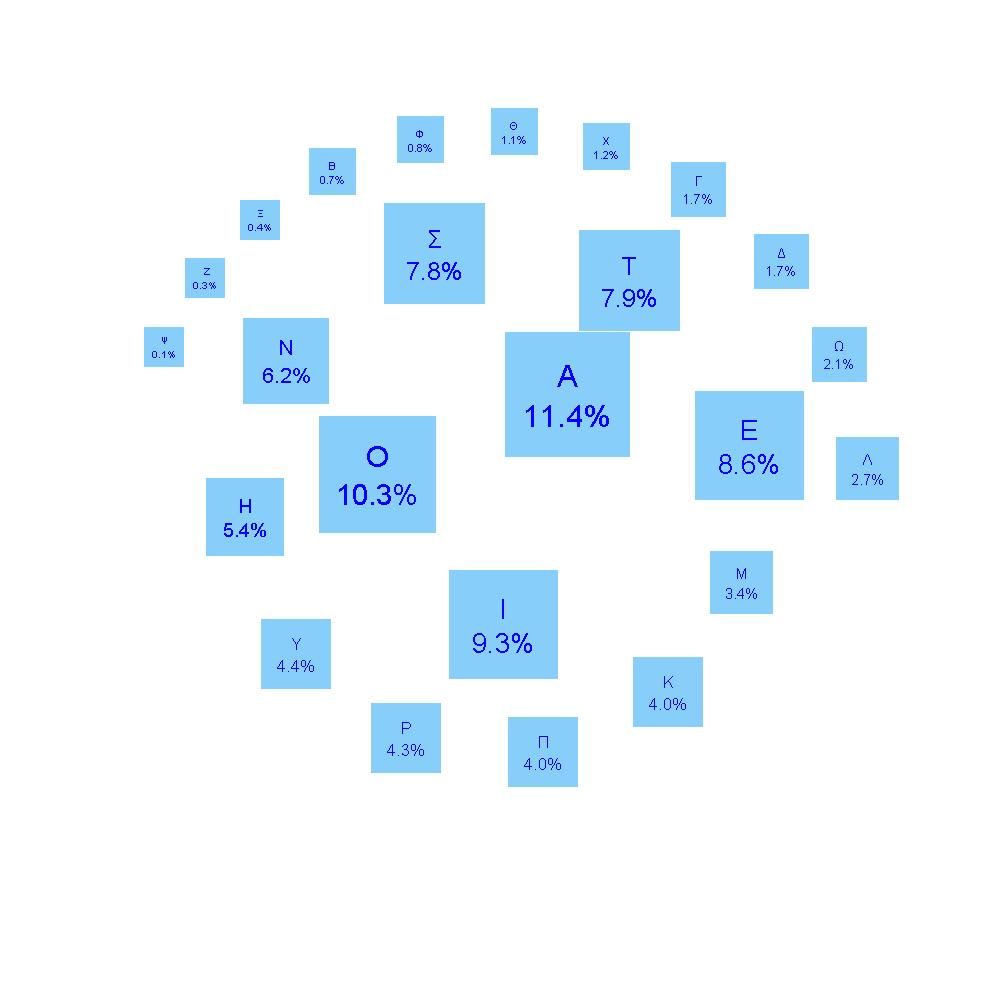 Θ
1.1%
Φ
0.8%
Χ
1.2%
Β
0.7%
Γ
1.7%
Ξ
0.4%
Σ
7.8%
Τ
7.9%
Δ
1.7%
Ζ
0.3%
Ψ
0.1%
Ν
6.2%
Ω
2.1%
Α
11.4%
Ε
8.6%
Ο
10.3%
Λ
2.7%
Η
5.4%
Μ
3.4%
Ι
9.3%
Υ
4.4%
Κ
4.0%
Ρ
4.3%
Π
4.0%